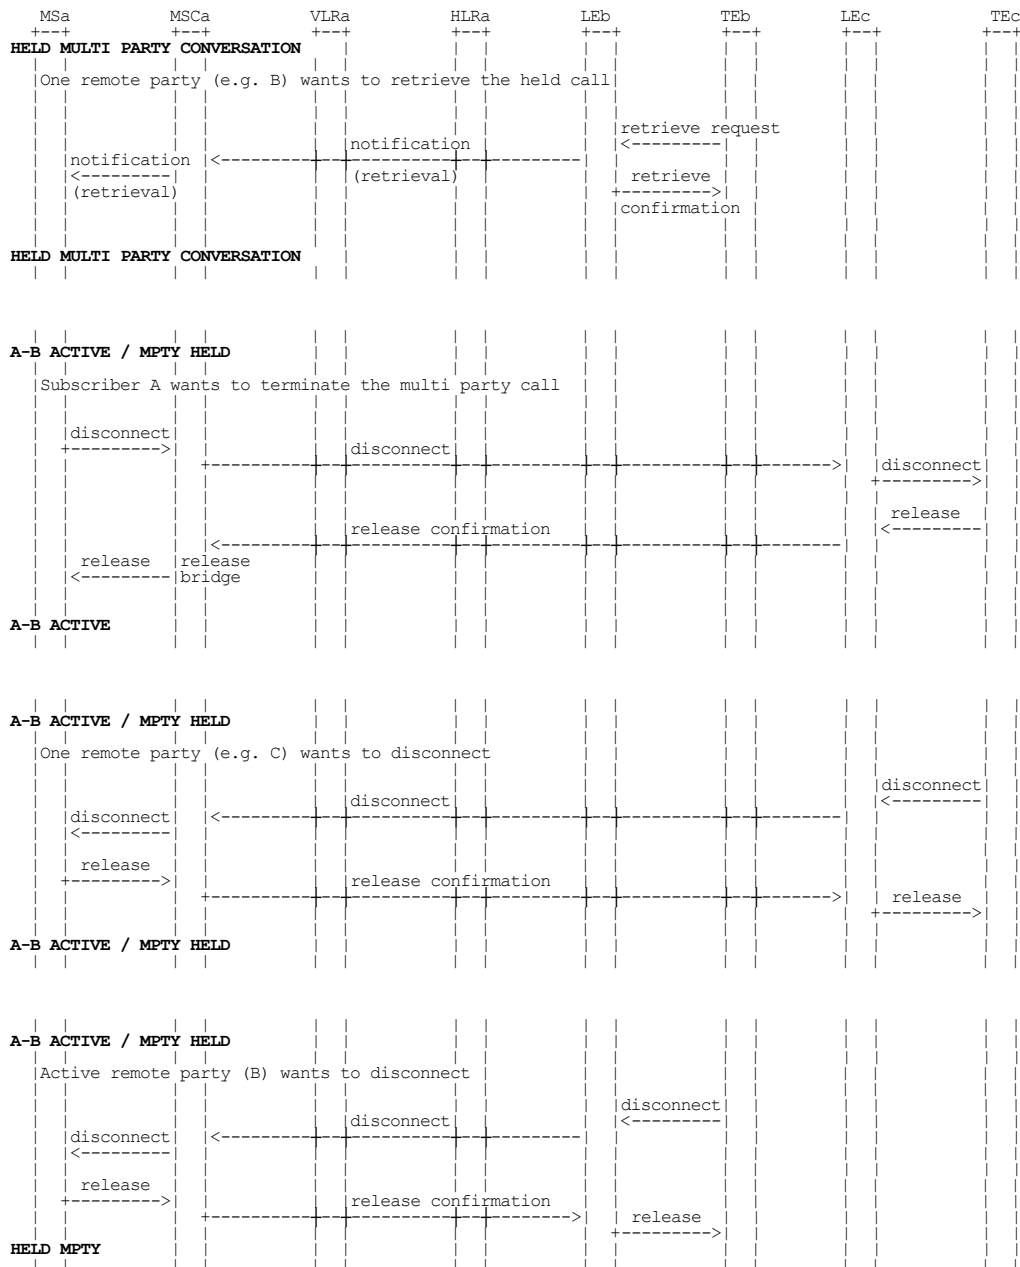 MSa MSCa VLRa HLRa LEb TEb LEc TEc
HELD MULTI PARTY CONVERSATION
One remote party (e.g. B) wants to retrieve the held call
retrieve request
notification
notification
(retrieval) retrieve
(retrieval)
confirmation
HELD MULTI PARTY CONVERSATION
A-B ACTIVE / MPTY HELD
Subscriber A wants to terminate the multi party call
disconnect
disconnect
disconnect
release
release confirmation
release release
bridge
A-B ACTIVE
A-B ACTIVE / MPTY HELD
One remote party (e.g. C) wants to disconnect
disconnect
disconnect
disconnect
release
release confirmation
release
A-B ACTIVE / MPTY HELD
A-B ACTIVE / MPTY HELD
Active remote party (B) wants to disconnect
disconnect
disconnect
disconnect
release
release confirmation
release
HELD MPTY